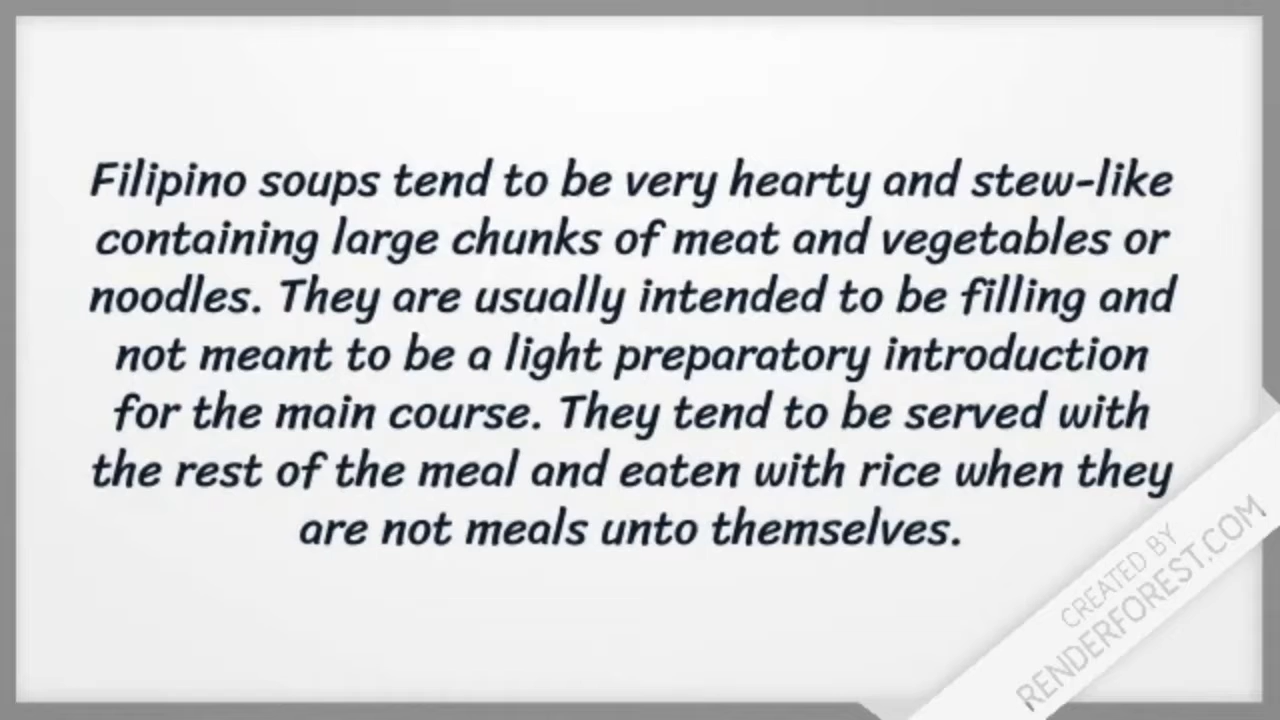 Filipino soups tend to be very hearty and stew-like
containing large chunks of meat and vegetables or
noodles. They are usually intended to be filling and
not meant to be a light preparatory introduction
for the main course. They tend to be served with
the rest of the meal and eaten with rice when they
are not meals unto themselves.
CREATED BY
RENDERFOREST.COM